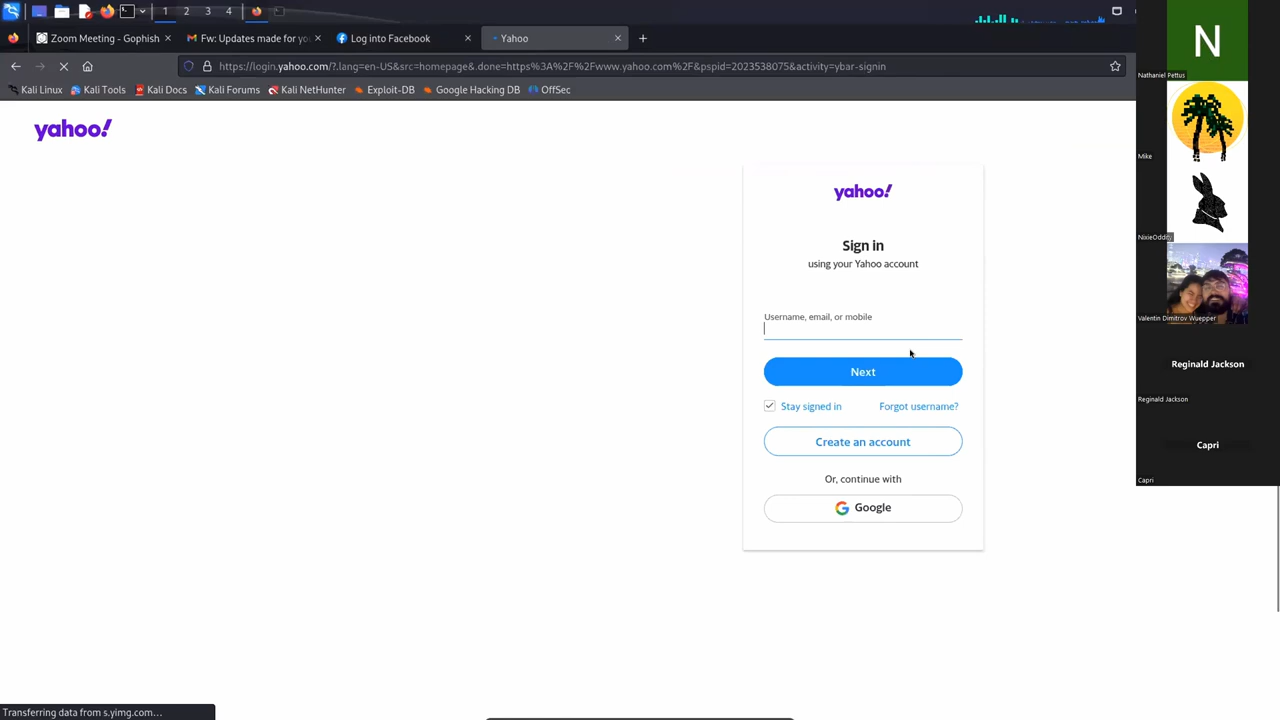 1 2 3 4
Zoom Meeting - Gophish
Fw: Updates made for yo
Log into Facebook
Yahoo
https://login.yahoo.com/?.lang=en-US&src=homepage&.done=https%3A%2F%2Fwww.yahoo.com%2F&pspid=2023538075&activity=ybar-signin
Kali Linux Kali Tools Kali Docs Kali Forums Kali NetHunter Exploit-DB Google Hacking DB OffSec
yahoo!
yahoo!
Sign in
using your Yahoo account
Username, email, or mobile
Next
Stay signed in Forgot username?
Create an account
Or, continue with
Google
Transferring data from s.yimg.com…
N
Nathaniel Pettus
Mike
NixieOddity
Valentin Dimitrov Wuepper
Reginald Jackson
Reginald Jackson
Capri
Capri